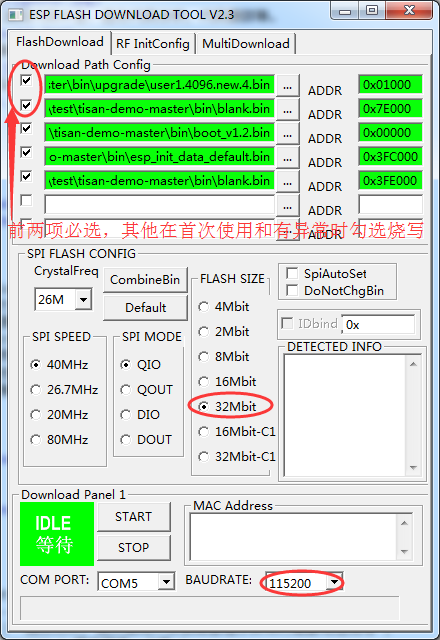 ESP FLASH DOWNLOAD TOOL V2.3
FlashDownload RF InitConfig MultiDownload
Download Path Config
:ter\bin\upgrade\user1.4096.new.4.bin ... ADDR 0x01000
\test\tisan-demo-master\bin\blank.bin ... ADDR 0x7E000
\tisan-demo-master\bin\boot_v1.2.bin ... ADDR 0x00000
o-master\bin\esp_init_data_default.bin ... ADDR 0x3FC000
\test\tisan-demo-master\bin\blank.bin ... ADDR 0x3FE000
... ADDR
... ADDR
前两项必选，其他在首次使用和有异常时勾选烧写
SPI FLASH CONFIG
CrystalFreq
26M
CombineBin
Default
SPI SPEED
40MHz
26.7MHz
20MHz
80MHz
SPI MODE
QIO
QOUT
DIO
DOUT
FLASH SIZE
4Mbit
2Mbit
8Mbit
16Mbit
32Mbit
16Mbit-C1
32Mbit-C1
SpiAutoSet
DoNotChgBin
IDbind 0x
DETECTED INFO
Download Panel 1
IDLE
等待
START
STOP
MAC Address
COM PORT: COM5 BAUDRATE: 115200